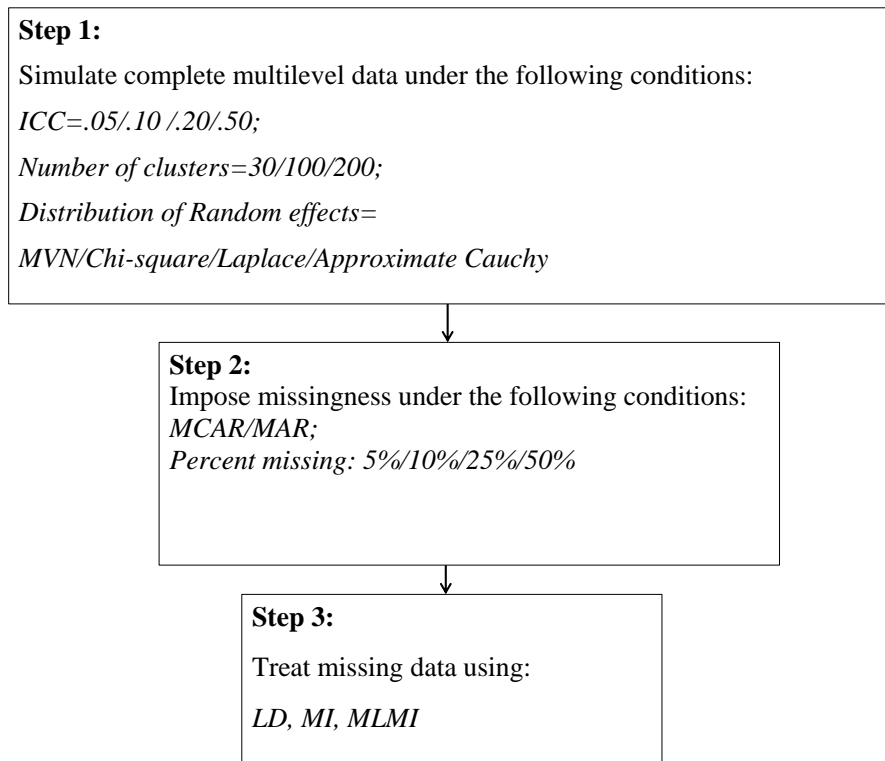 Step 1:
Simulate complete multilevel data under the following conditions:
ICC=.05/.10 /.20/.50;
Number of clusters=30/100/200;
Distribution of Random effects=
MVN/Chi-square/Laplace/Approximate Cauchy
Step 2:
Impose missingness under the following conditions:
MCAR/MAR;
Percent missing: 5%/10%/25%/50%
Step 3:
Treat missing data using:
LD, MI, MLMI